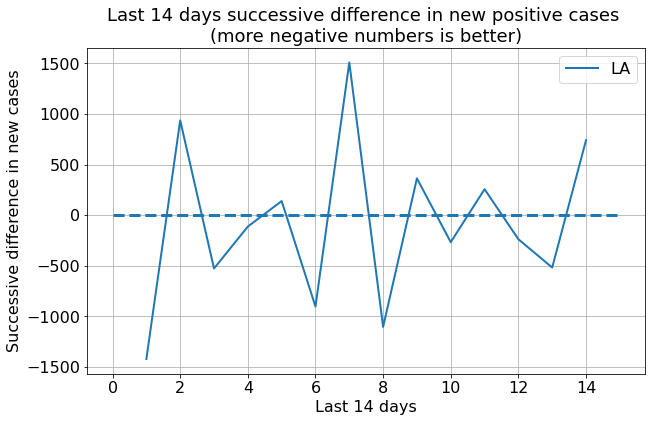 Last 14 days successive difference in new positive cases
(more negative numbers is better)
LA
Successive difference in new cases
1500
1000
500
0
−500
−1000
−1500
0 2 4 6 8 10 12 14
Last 14 days